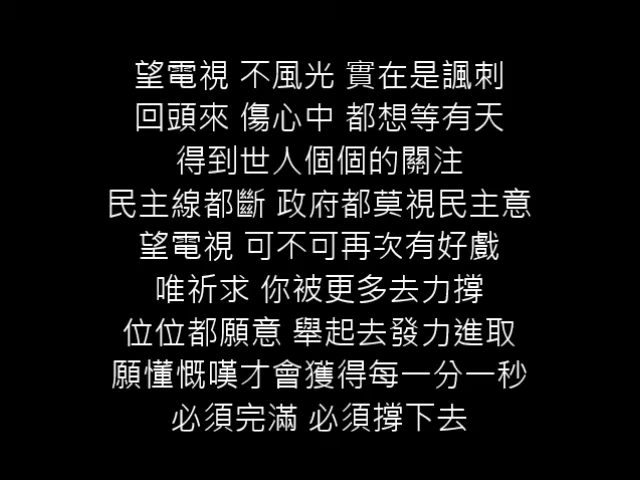 望電視 不風光 實在是諷刺
回頭來 傷心中 都想等有天
得到世人個個的關注
民主線都斷 政府都莫視民主意
望電視 可不可再次有好戲
唯祈求 你被更多去力撐
位位都願意 舉起去發力進取
願懂慨嘆才會獲得每一分一秒
必須完滿 必須撐下去